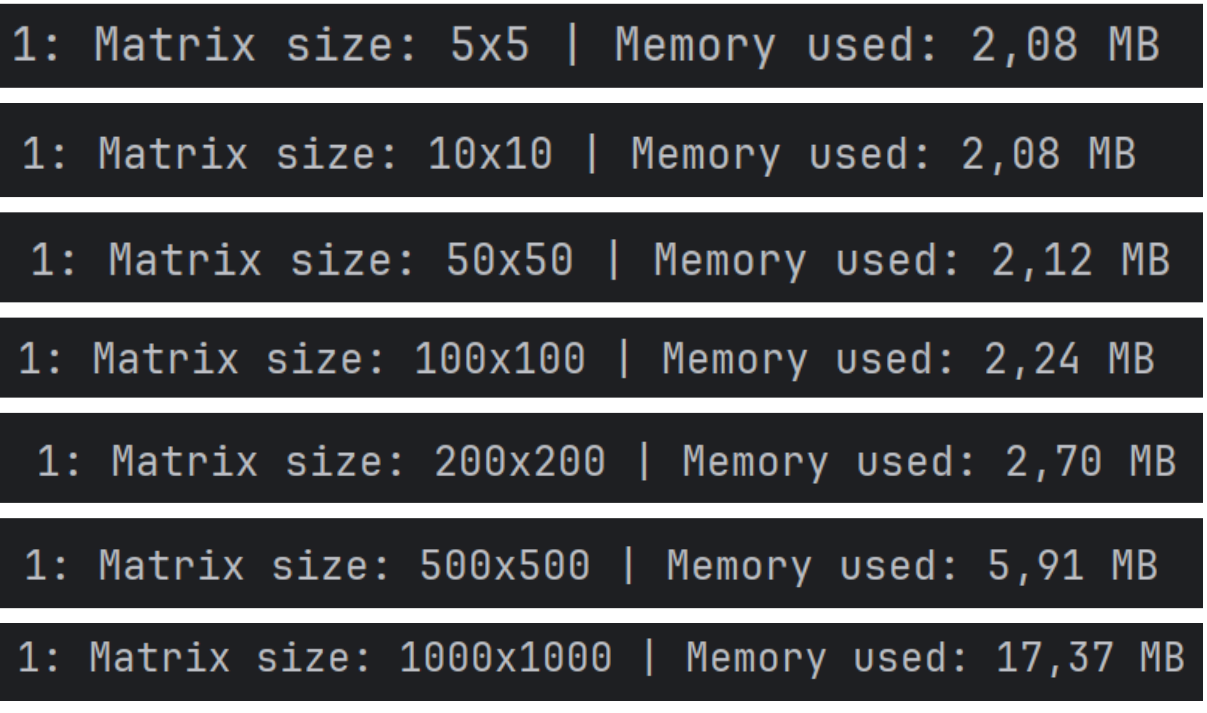 1: Matrix size: 5x5 | Memory used: 2,08 MB
1: Matrix size: 10x10 | Memory used: 2,08 MB
1: Matrix size: 50x50 | Memory used: 2,12 MB
1: Matrix size: 100x100 | Memory used: 2,24 MB
1: Matrix size: 200x200 | Memory used: 2,70 MB
1: Matrix size: 500x500 | Memory used: 5,91 MB
1: Matrix size: 1000x1000 | Memory used: 17,37 MB